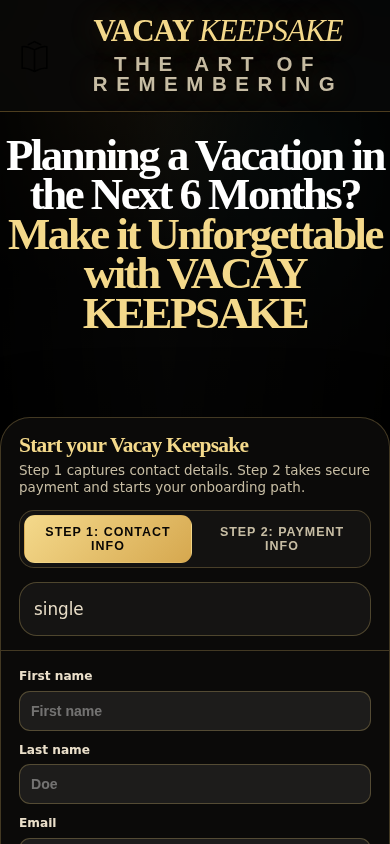 VACAY KEEPSAKE
THE ART OF
REMEMBERING
Planning a Vacation in
the Next 6 Months?
Make it Unforgettable
with VACAY
KEEPSAKE
Start your Vacay Keepsake
Step 1 captures contact details. Step 2 takes secure
payment and starts your onboarding path.
STEP 1: CONTACT
INFO
STEP 2: PAYMENT
INFO
single
First name
First name
Last name
Doe
Email